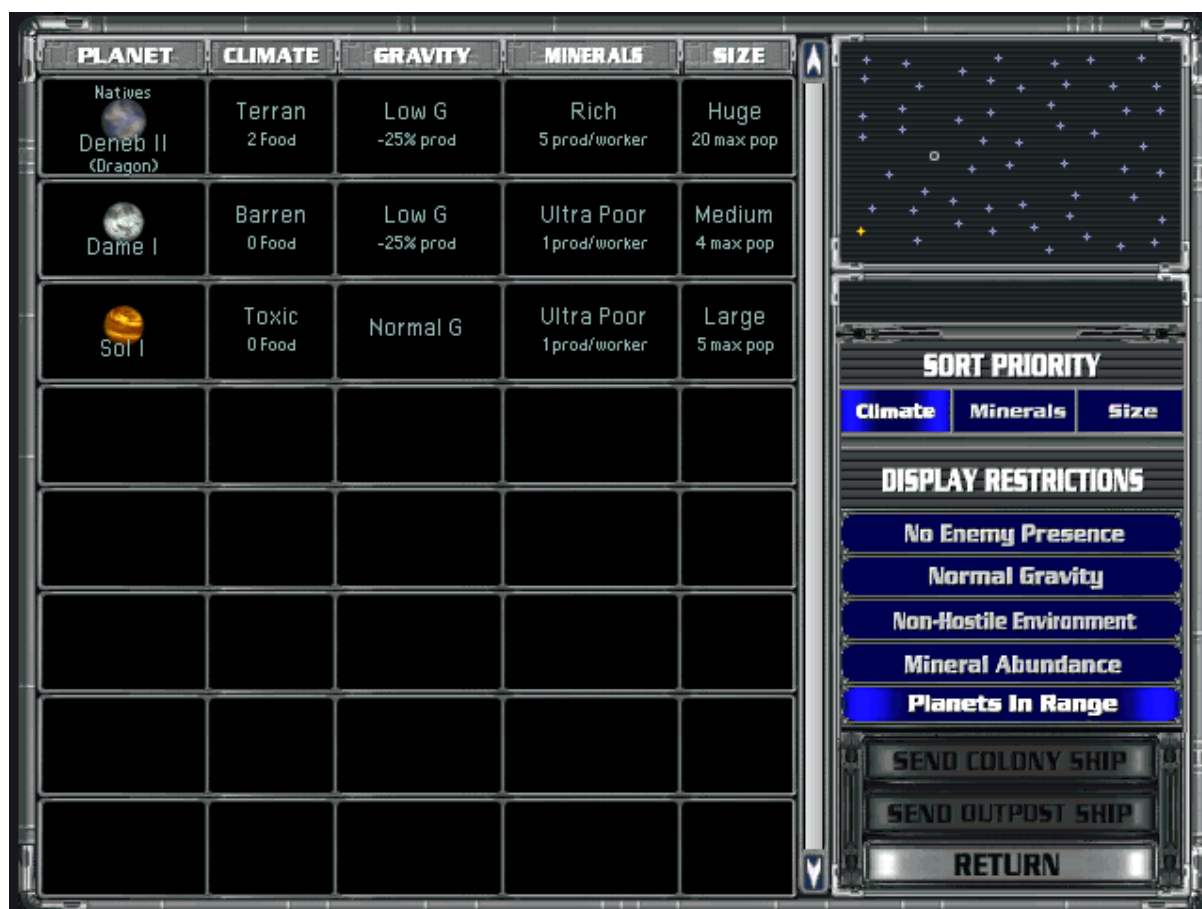 PLANET CLIMATE GRAVITY MINERALS SIZE
Natives
Deneb II
(Dragon)
Terran
2 Food
Low G
-25% prod
Rich
5 prod/worker
Huge
20 max pop
Dame I
Barren
0 Food
Low G
-25% prod
Ultra Poor
1 prod/worker
Medium
4 max pop
Sol I
Toxic
0 Food
Normal G
Ultra Poor
1 prod/worker
Large
5 max pop
SORT PRIORITY
Climate Minerals Size
DISPLAY RESTRICTIONS
No Enemy Presence
Normal Gravity
Non-Hostile Environment
Mineral Abundance
Planets In Range
SEND COLONY SHIP
SEND OUTPOST SHIP
RETURN